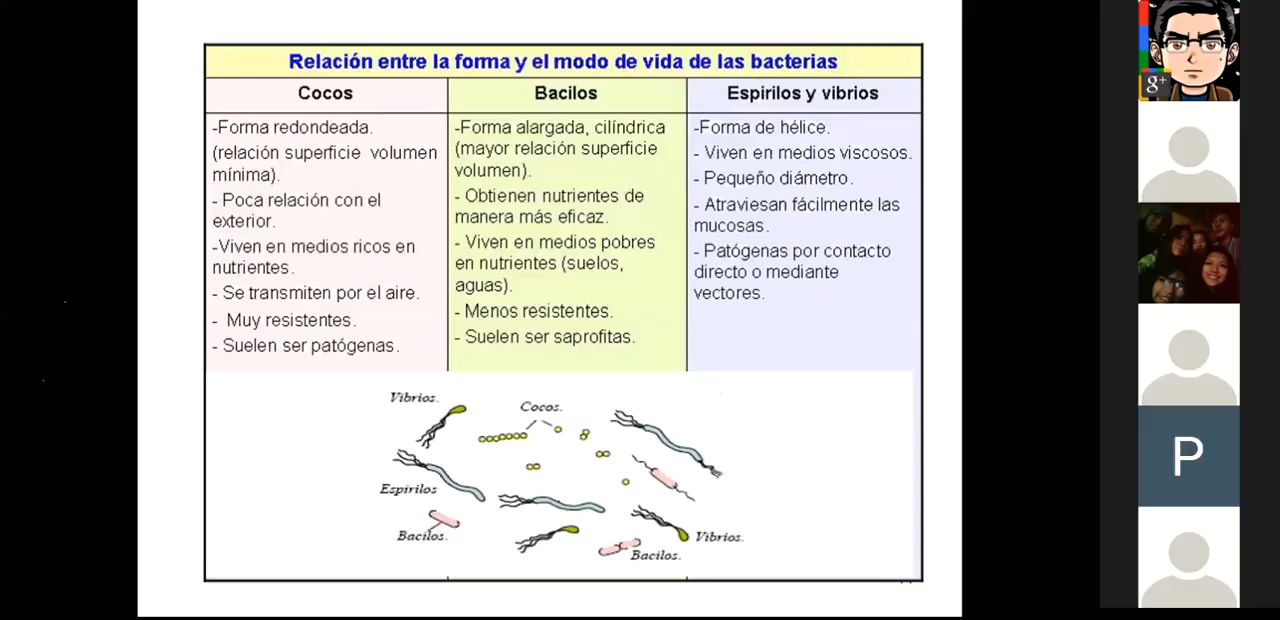 Relación entre la forma y el modo de vida de las bacterias
Cocos
-Forma redondeada.
(relación superficie volumen
mínima).
- Poca relación con el
exterior.
-Viven en medios ricos en
nutrientes.
- Se transmiten por el aire.
- Muy resistentes.
- Suelen ser patógenas.
Bacilos
-Forma alargada, cilíndrica
(mayor relación superficie
volumen).
- Obtienen nutrientes de
manera más eficaz.
- Viven en medios pobres
en nutrientes (suelos,
aguas).
- Menos resistentes.
- Suelen ser saprofitas.
Espirilos y vibrios
-Forma de hélice.
- Viven en medios viscosos.
- Pequeño diámetro.
- Atraviesan fácilmente las
mucosas.
- Patógenas por contacto
directo o mediante
vectores.
Vibrios.
Cocos.
Espirilos
Bacilos.
Vibrios.
Bacilos.
g+
P